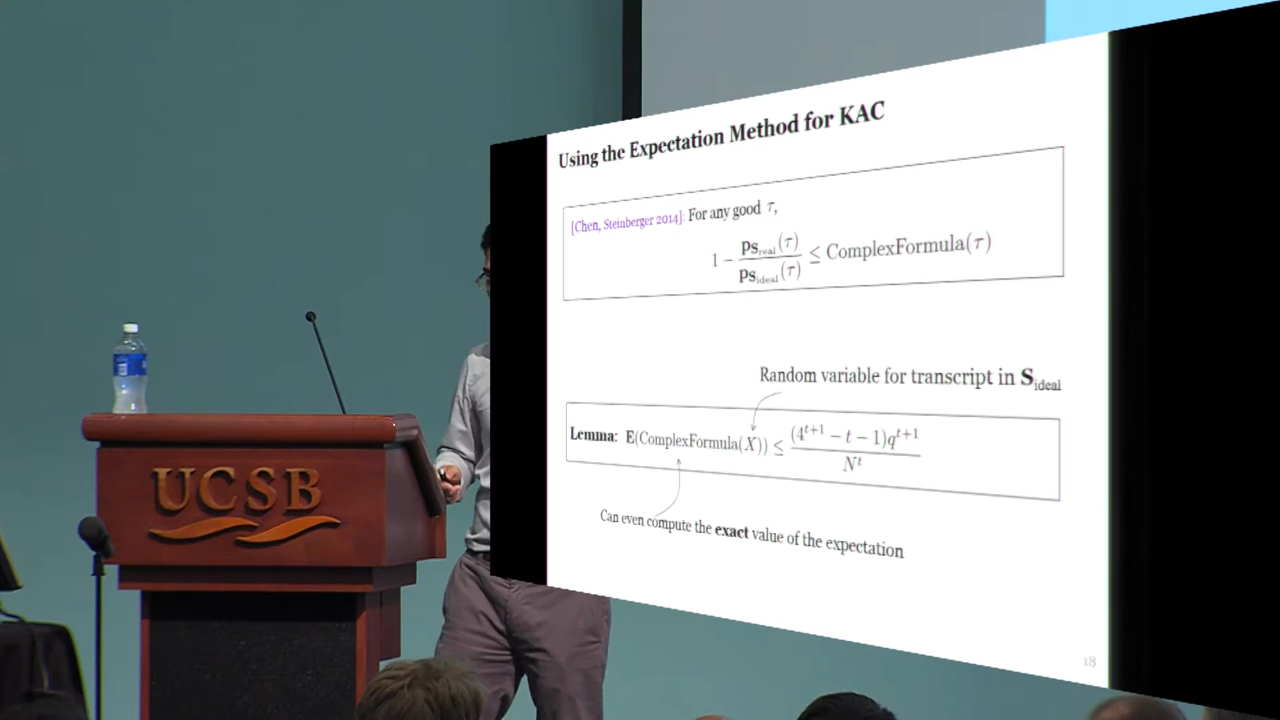 Using the Expectation Method for KAC
[Chen, Steinberger 2014]: For any good τ,
1 − ps_real(τ) / ps_ideal(τ) ≤ ComplexFormula(τ)
Random variable for transcript in S_ideal
Lemma: E(ComplexFormula(X)) ≤ (4^{t+1} − t − 1)q^{t+1} / N^t
Can even compute the exact value of the expectation
18
UCSB